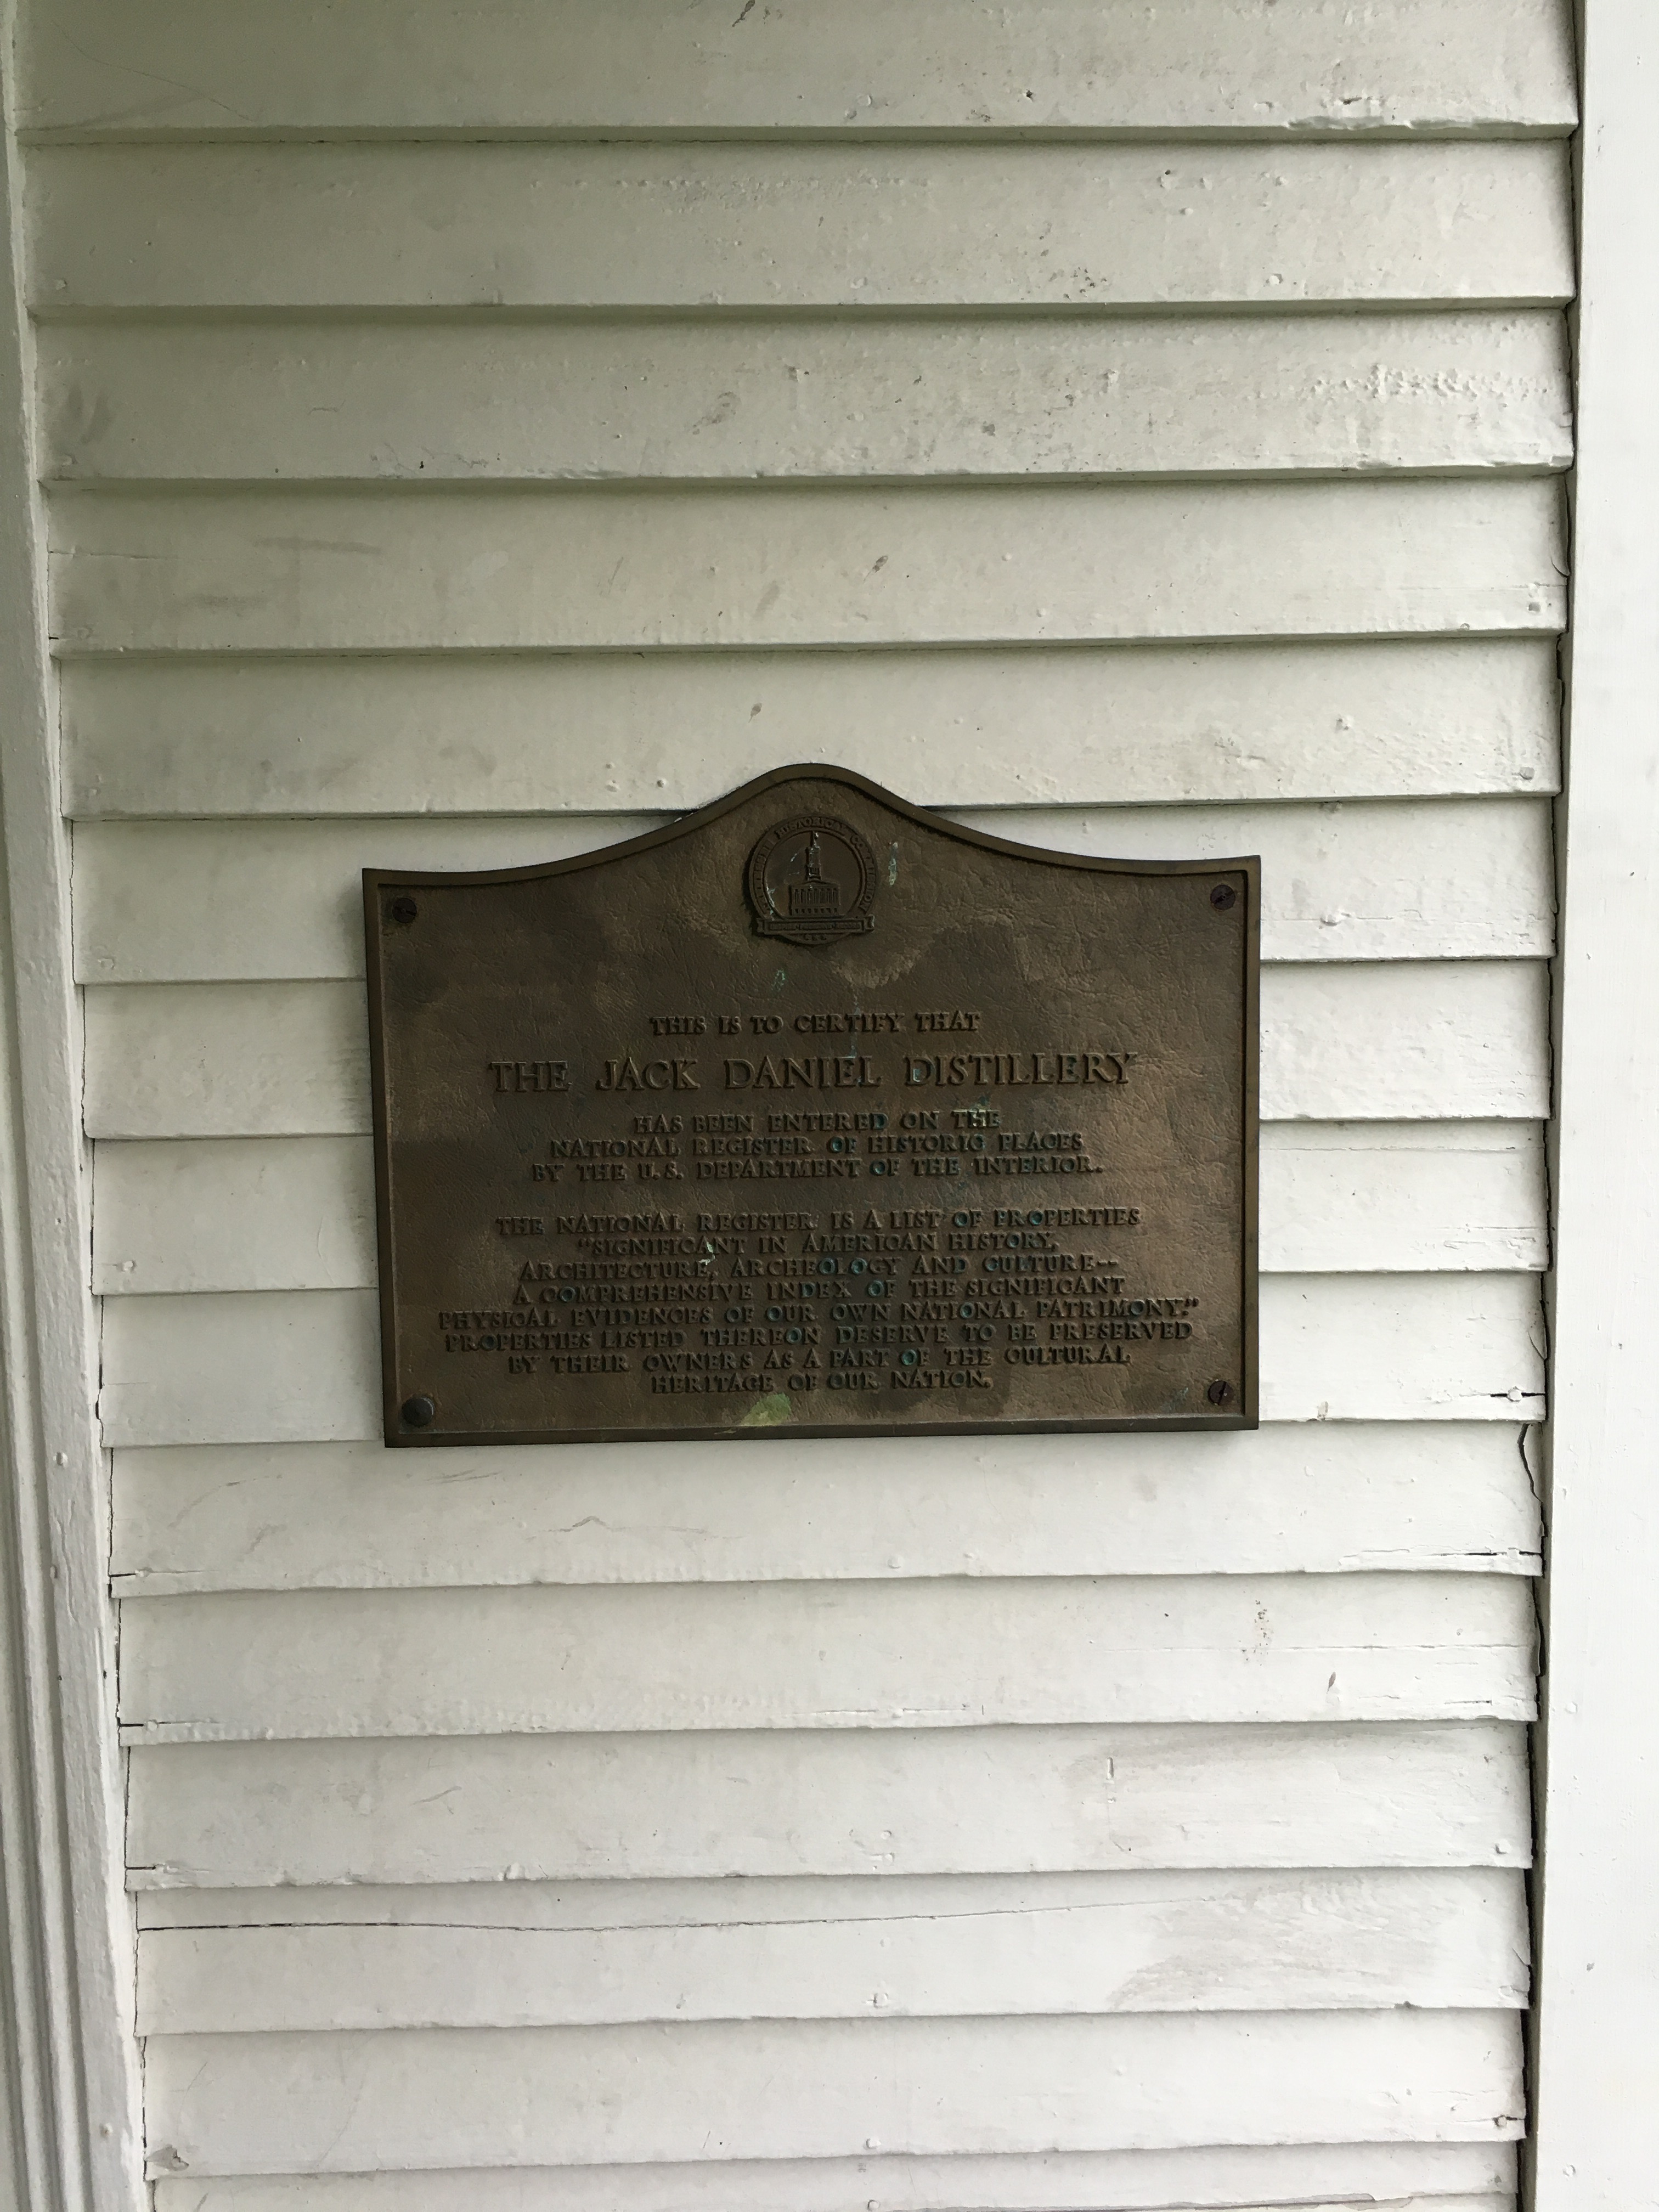 HISTORICAL COMMISSION
THIS IS TO CERTIFY THAT
THE JACK DANIEL DISTILLERY
HAS BEEN ENTERED ON THE
NATIONAL REGISTER OF HISTORIC PLACES
BY THE U.S. DEPARTMENT OF THE INTERIOR.
THE NATIONAL REGISTER IS A LIST OF PROPERTIES
"SIGNIFICANT IN AMERICAN HISTORY,
ARCHITECTURE, ARCHEOLOGY AND CULTURE--
A COMPREHENSIVE INDEX OF THE SIGNIFICANT
PHYSICAL EVIDENCES OF OUR OWN NATIONAL PATRIMONY."
PROPERTIES LISTED THEREON DESERVE TO BE PRESERVED
BY THEIR OWNERS AS A PART OF THE CULTURAL
HERITAGE OF OUR NATION.